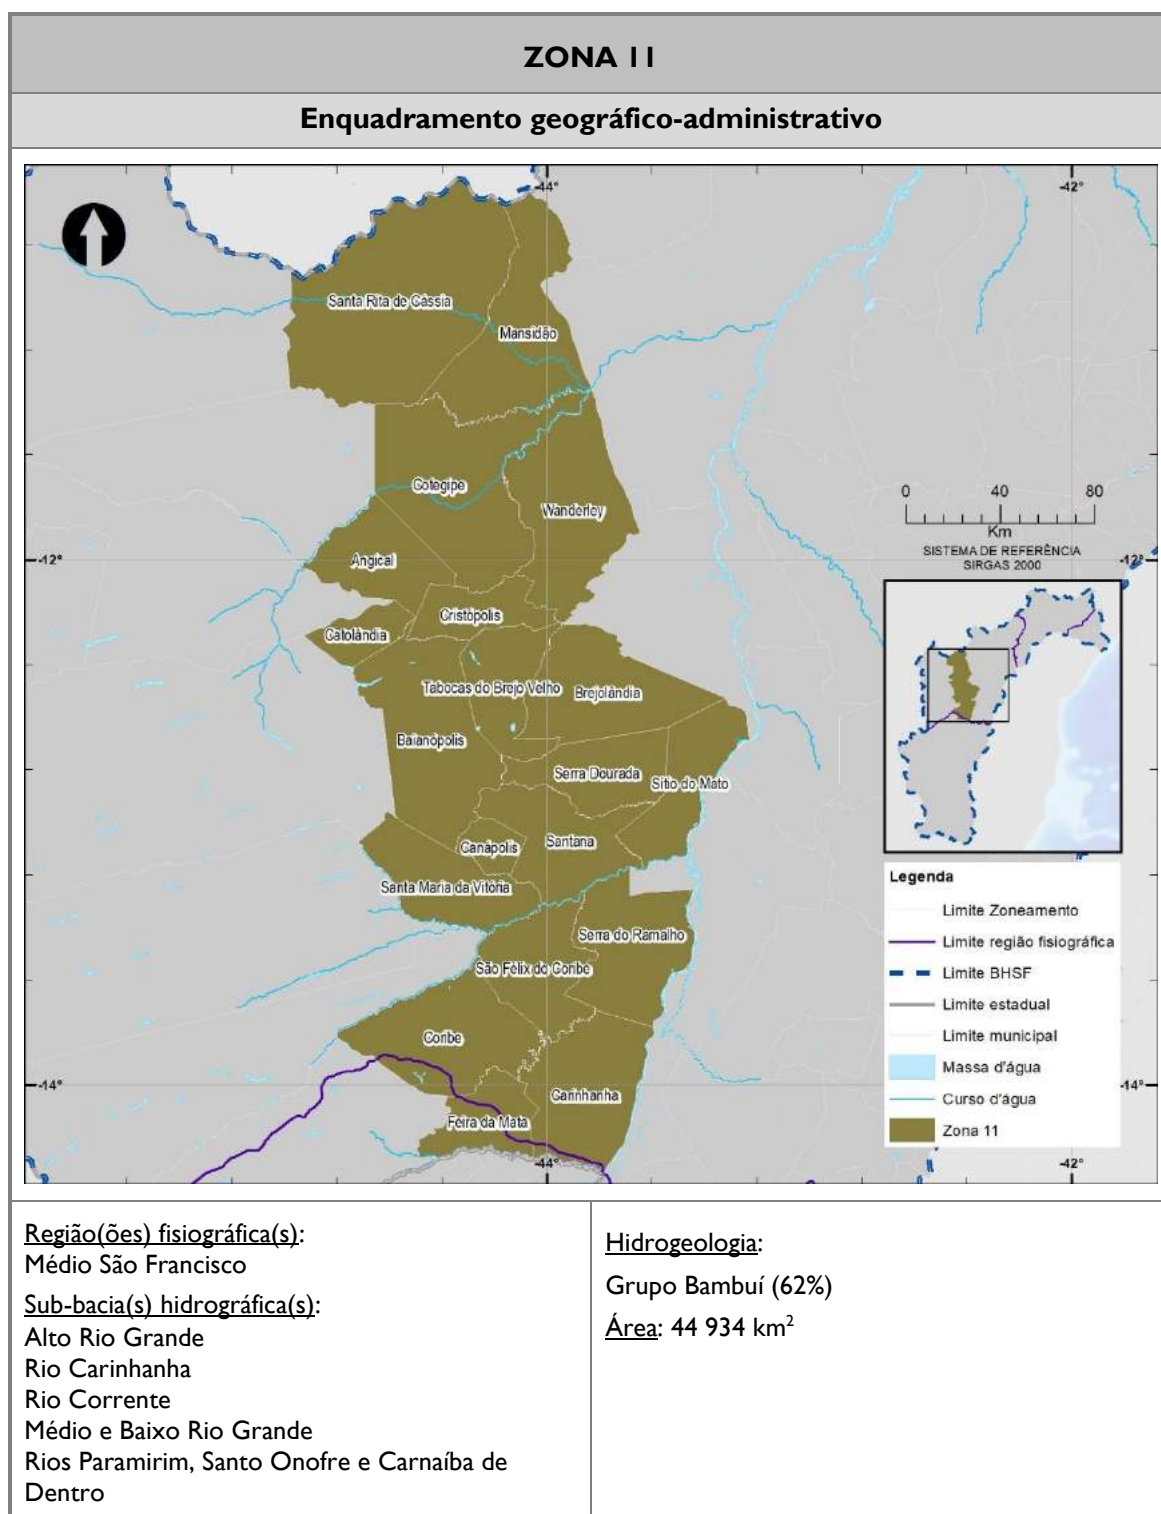 ZONA 11
Enquadramento geográfico-administrativo
-44°
-42°
Santa Rita de Cássia
Mansidão
Cotegipe
Wanderley
0 40 80
Km
SISTEMA DE REFERÊNCIA
SIRGAS 2000
-12°
-12°
Angical
Cristópolis
Catolândia
Tabocas do Brejo Velho
Brejolândia
Baianópolis
Serra Dourada
Sítio do Mato
Canápolis
Santana
Santa Maria da Vitória
Serra do Ramalho
São Félix do Coribe
Coribe
-14°
-14°
Carinhanha
Feira da Mata
-44°
-42°
Legenda
Limite Zoneamento
Limite região fisiográfica
Limite BHSF
Limite estadual
Limite municipal
Massa d'água
Curso d'água
Zona 11
Região(ões) fisiográfica(s):
Médio São Francisco
Sub-bacia(s) hidrográfica(s):
Alto Rio Grande
Rio Carinhanha
Rio Corrente
Médio e Baixo Rio Grande
Rios Paramirim, Santo Onofre e Carnaíba de
Dentro
Hidrogeologia:
Grupo Bambuí (62%)
Área: 44 934 km²